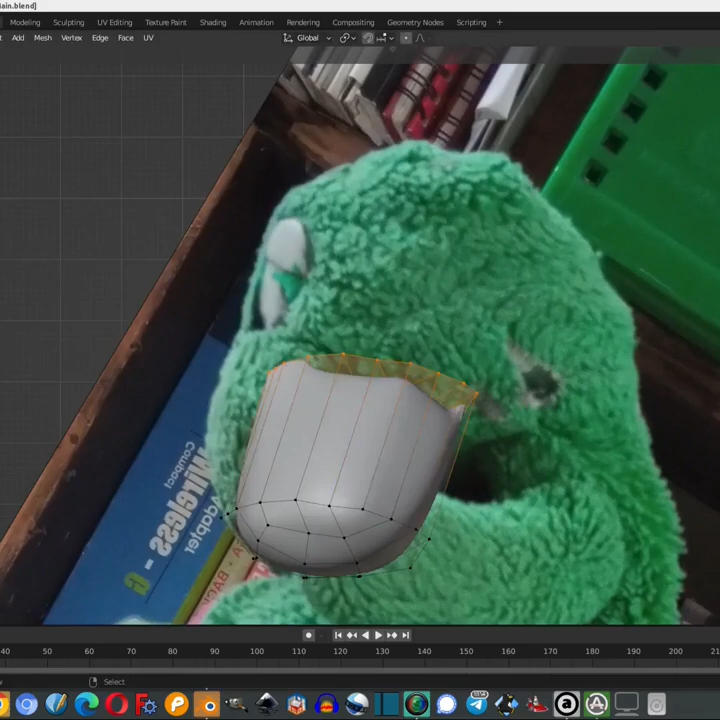 ain.blend]
Modeling Sculpting UV Editing Texture Paint Shading Animation Rendering Compositing Geometry Nodes Scripting +
t Add Mesh Vertex Edge Face UV Global
Compact
Wireless
Adapter
BACK
40 50 60 70 80 90 100 110 120 130 140 150 160 170 180 190 200 21
Select